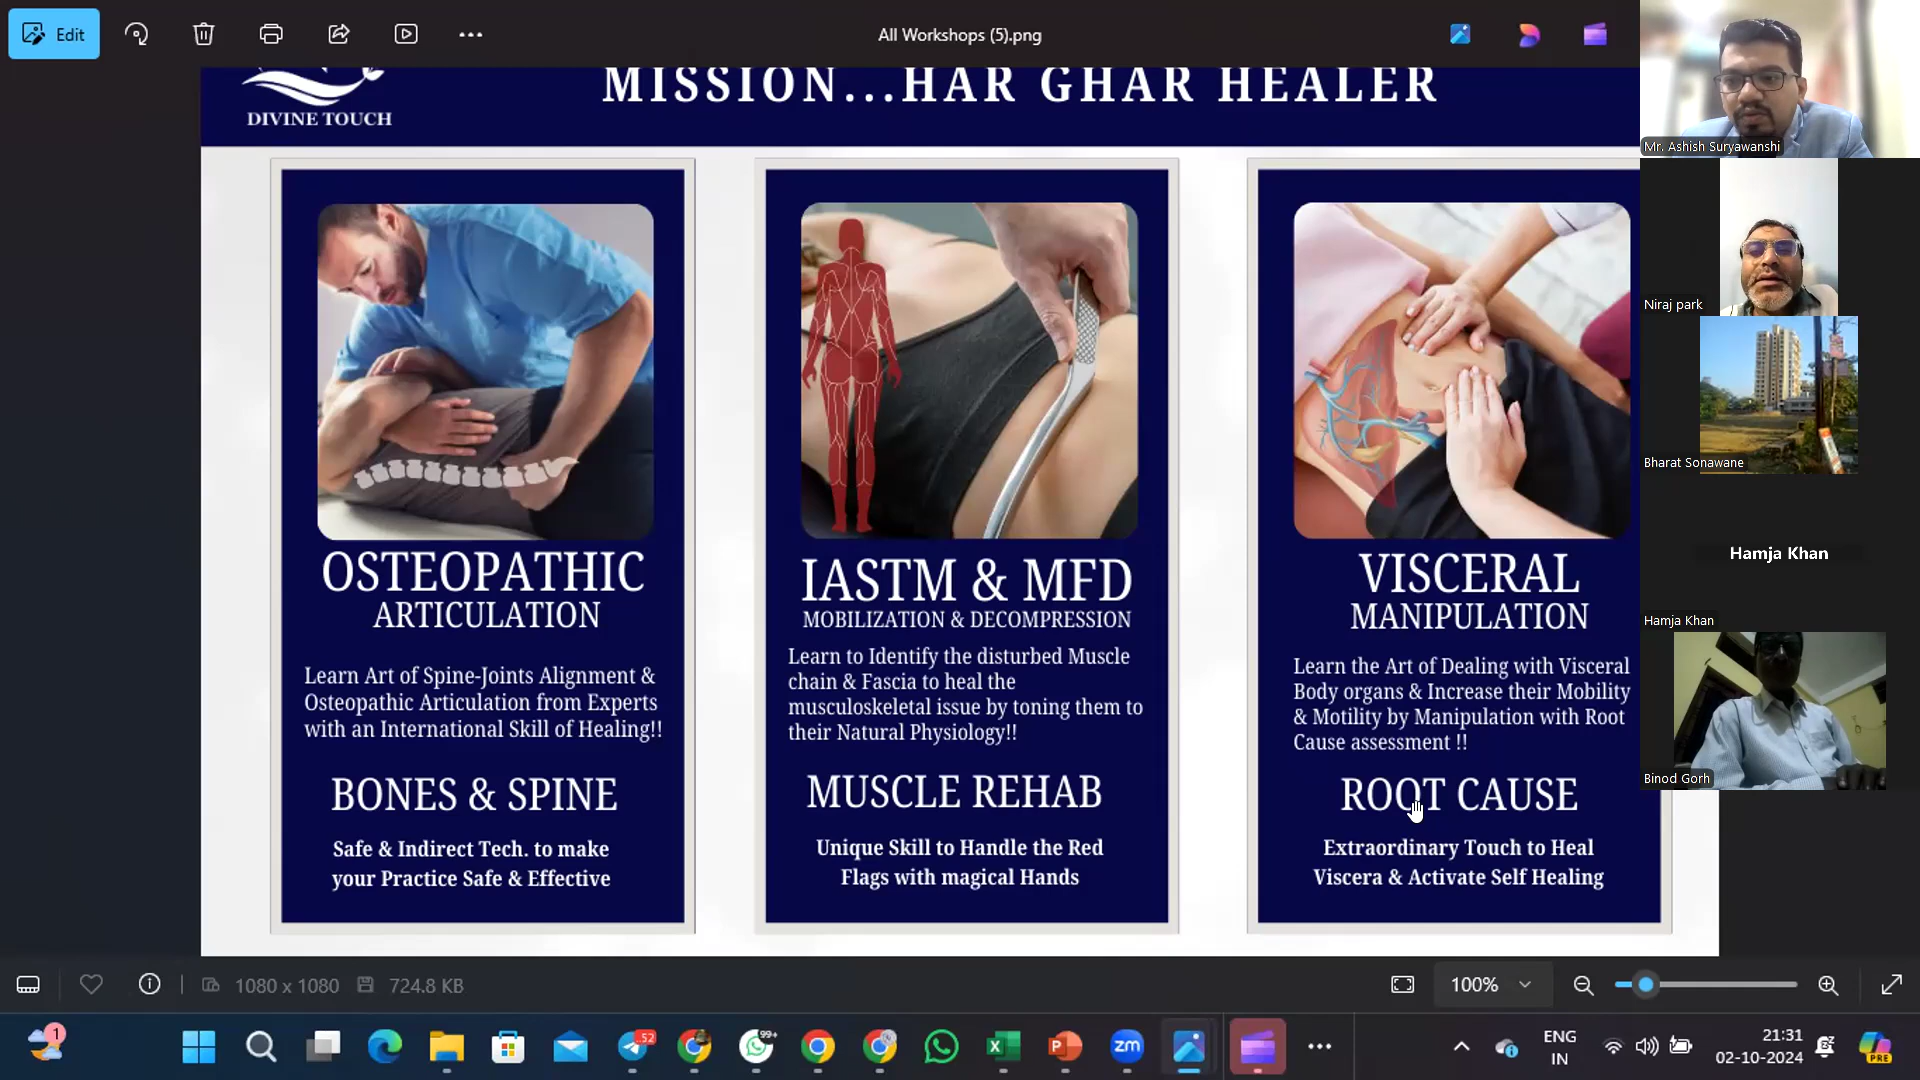 Edit
All Workshops (5).png
MISSION...HAR GHAR HEALER
DIVINE TOUCH
OSTEOPATHIC
ARTICULATION
Learn Art of Spine-Joints Alignment &
Osteopathic Articulation from Experts
with an International Skill of Healing!!
BONES & SPINE
Safe & Indirect Tech. to make
your Practice Safe & Effective
IASTM & MFD
MOBILIZATION & DECOMPRESSION
Learn to Identify the disturbed Muscle
chain & Fascia to heal the
musculoskeletal issue by toning them to
their Natural Physiology!!
MUSCLE REHAB
Unique Skill to Handle the Red
Flags with magical Hands
VISCERAL
MANIPULATION
Learn the Art of Dealing with Visceral
Body organs & Increase their Mobility
& Motility by Manipulation with Root
Cause assessment !!
ROOT CAUSE
Extraordinary Touch to Heal
Viscera & Activate Self Healing
Mr. Ashish Suryawanshi
Niraj park
Bharat Sonawane
Hamja Khan
Hamja Khan
Binod Gorh
1080 x 1080
724.8 KB
100%
1
52
99+
zm
ENG
IN
21:31
02-10-2024
PRE